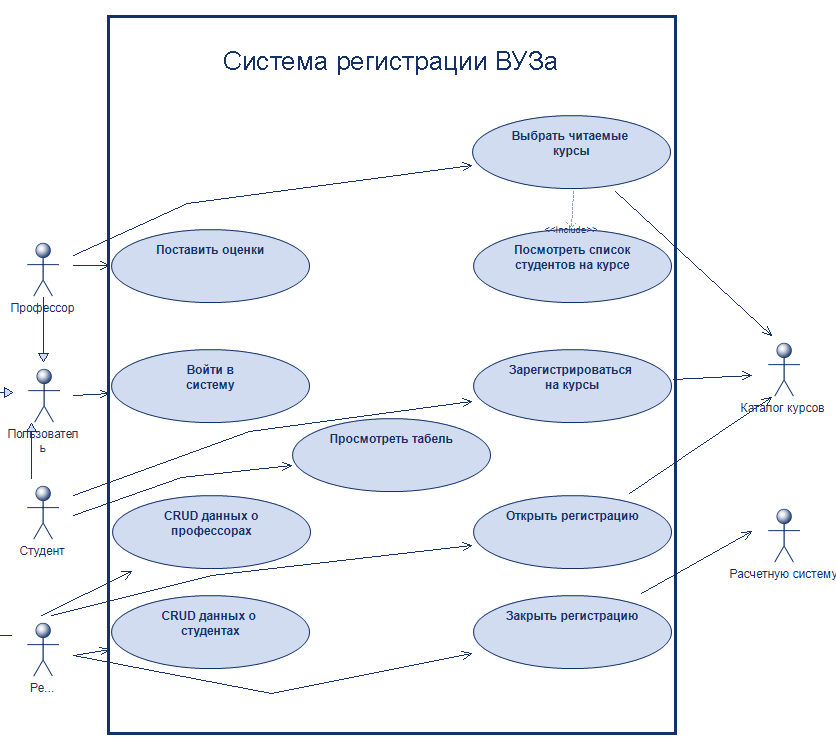 Система регистрации ВУЗа
Выбрать читаемые
курсы
<<Include>>
Поставить оценки
Посмотреть список
студентов на курсе
Профессор
Войти в
систему
Зарегистрироваться
на курсы
Каталог курсов
Пользовател
ь
Просмотреть табель
CRUD данных о
профессорах
Открыть регистрацию
Студент
Расчетную систему
CRUD данных о
студентах
Закрыть регистрацию
Ре...